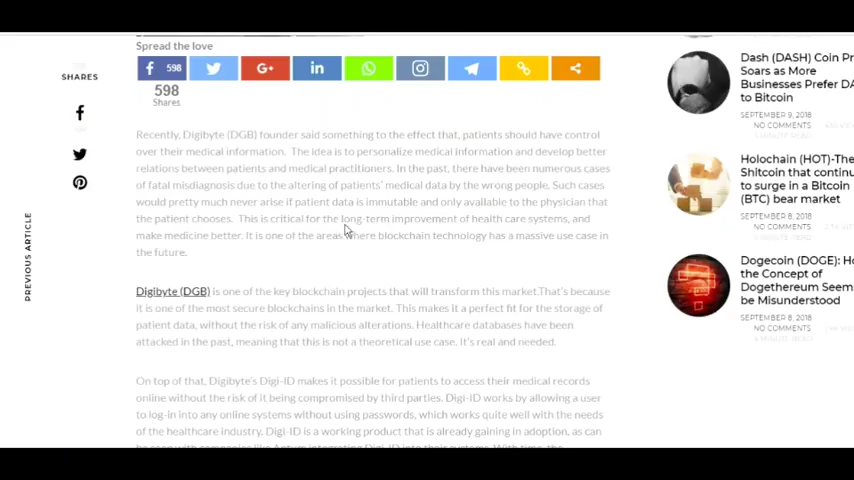 Spread the love
598
598
Shares
SHARES
PREVIOUS ARTICLE
Recently, Digibyte (DGB) founder said something to the effect that, patients should have control
over their medical information.  The idea is to personalize medical information and develop better
relations between patients and medical practitioners. In the past, there have been numerous cases
of fatal misdiagnosis due to the altering of patients' medical data by the wrong people. Such cases
would pretty much never arise if patient data is immutable and only available to the physician that
the patient chooses.  This is critical for the long-term improvement of health care systems, and
make medicine better. It is one of the areas where blockchain technology has a massive use case in
the future.
Digibyte (DGB) is one of the key blockchain projects that will transform this market.That's because
it is one of the most secure blockchains in the market. This makes it a perfect fit for the storage of
patient data, without the risk of any malicious alterations. Healthcare databases have been
attacked in the past, meaning that this is not a theoretical use case. It's real and needed.
On top of that, Digibyte's Digi-ID makes it possible for patients to access their medical records
online without the risk of it being compromised by third parties. Digi-ID works by allowing a user
to log-in into any online systems without using passwords, which works quite well with the needs
of the healthcare industry. Digi-ID is a working product that is already gaining in adoption, as can
Dash (DASH) Coin Pr
Soars as More
Businesses Prefer DA
to Bitcoin
SEPTEMBER 9, 2018
NO COMMENTS
Holochain (HOT)-The
Shitcoin that continu
to surge in a Bitcoin
(BTC) bear market
SEPTEMBER 8, 2018
NO COMMENTS
Dogecoin (DOGE): Ho
the Concept of
Dogethereum Seem
be Misunderstood
SEPTEMBER 8, 2018
NO COMMENTS